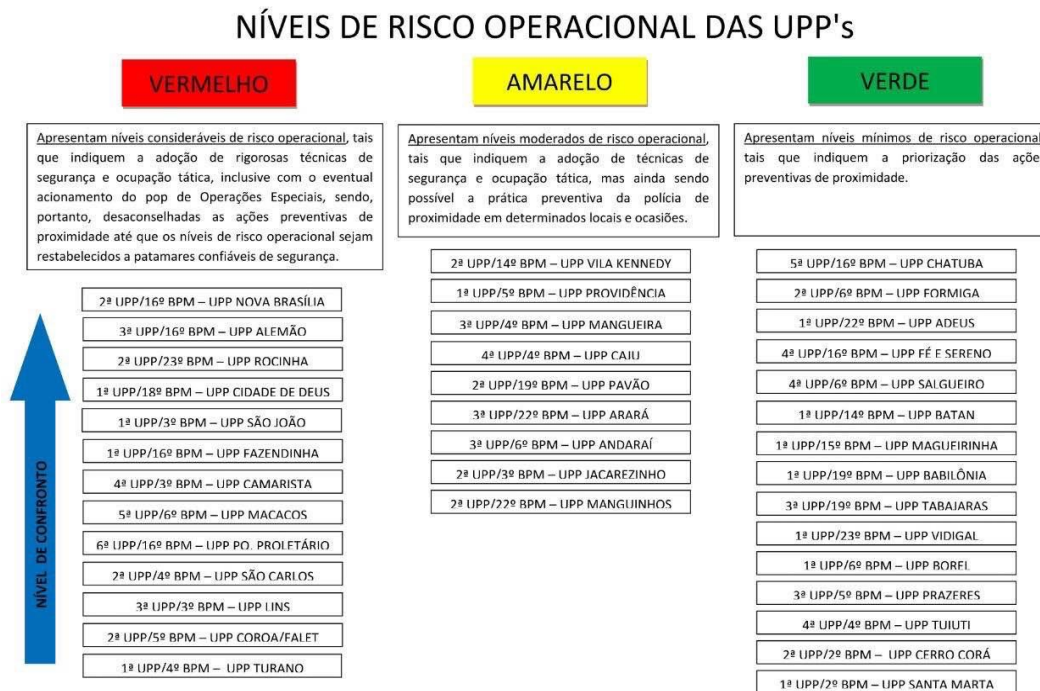 NÍVEIS DE RISCO OPERACIONAL DAS UPP's
VERMELHO
Apresentam níveis consideráveis de risco operacional, tais
que indiquem a adoção de rigorosas técnicas de
segurança e ocupação tática, inclusive com o eventual
acionamento do pop de Operações Especiais, sendo,
portanto, desaconselhadas as ações preventivas de
proximidade até que os níveis de risco operacional sejam
restabelecidos a patamares confiáveis de segurança.
NÍVEL DE CONFRONTO
2ª UPP/16º BPM – UPP NOVA BRASÍLIA
3ª UPP/16º BPM – UPP ALEMÃO
2ª UPP/23º BPM – UPP ROCINHA
1ª UPP/18º BPM – UPP CIDADE DE DEUS
1ª UPP/3º BPM – UPP SÃO JOÃO
1ª UPP/16º BPM – UPP FAZENDINHA
4ª UPP/3º BPM – UPP CAMARISTA
5ª UPP/6º BPM – UPP MACACOS
6ª UPP/16º BPM – UPP PQ. PROLETÁRIO
2ª UPP/4º BPM – UPP SÃO CARLOS
3ª UPP/3º BPM – UPP LINS
2ª UPP/5º BPM – UPP COROA/FALET
1ª UPP/4º BPM – UPP TURANO
AMARELO
Apresentam níveis moderados de risco operacional,
tais que indiquem a adoção de técnicas de
segurança e ocupação tática, mas ainda sendo
possível a prática preventiva da polícia de
proximidade em determinados locais e ocasiões.
2ª UPP/14º BPM – UPP VILA KENNEDY
1ª UPP/5º BPM – UPP PROVIDÊNCIA
3ª UPP/4º BPM – UPP MANGUEIRA
4ª UPP/4º BPM – UPP CAJU
2ª UPP/19º BPM – UPP PAVÃO
3ª UPP/22º BPM – UPP ARARÁ
3ª UPP/6º BPM – UPP ANDARAÍ
2ª UPP/3º BPM – UPP JACAREZINHO
2ª UPP/22º BPM – UPP MANGUINHOS
VERDE
Apresentam níveis mínimos de risco operacional
tais que indiquem a priorização das açõe
preventivas de proximidade.
5ª UPP/16º BPM – UPP CHATUBA
2ª UPP/6º BPM – UPP FORMIGA
1ª UPP/22º BPM – UPP ADEUS
4ª UPP/16º BPM – UPP FÉ E SERENO
4ª UPP/6º BPM – UPP SALGUEIRO
1ª UPP/14º BPM – UPP BATAN
1ª UPP/15º BPM – UPP MAGUEIRINHA
1ª UPP/19º BPM – UPP BABILÔNIA
3ª UPP/19º BPM – UPP TABAJARAS
1ª UPP/23º BPM – UPP VIDIGAL
1ª UPP/6º BPM – UPP BOREL
3ª UPP/5º BPM – UPP PRAZERES
4ª UPP/4º BPM – UPP TUIUTI
2ª UPP/2º BPM – UPP CERRO CORÁ
1ª UPP/2º BPM – UPP SANTA MARTA